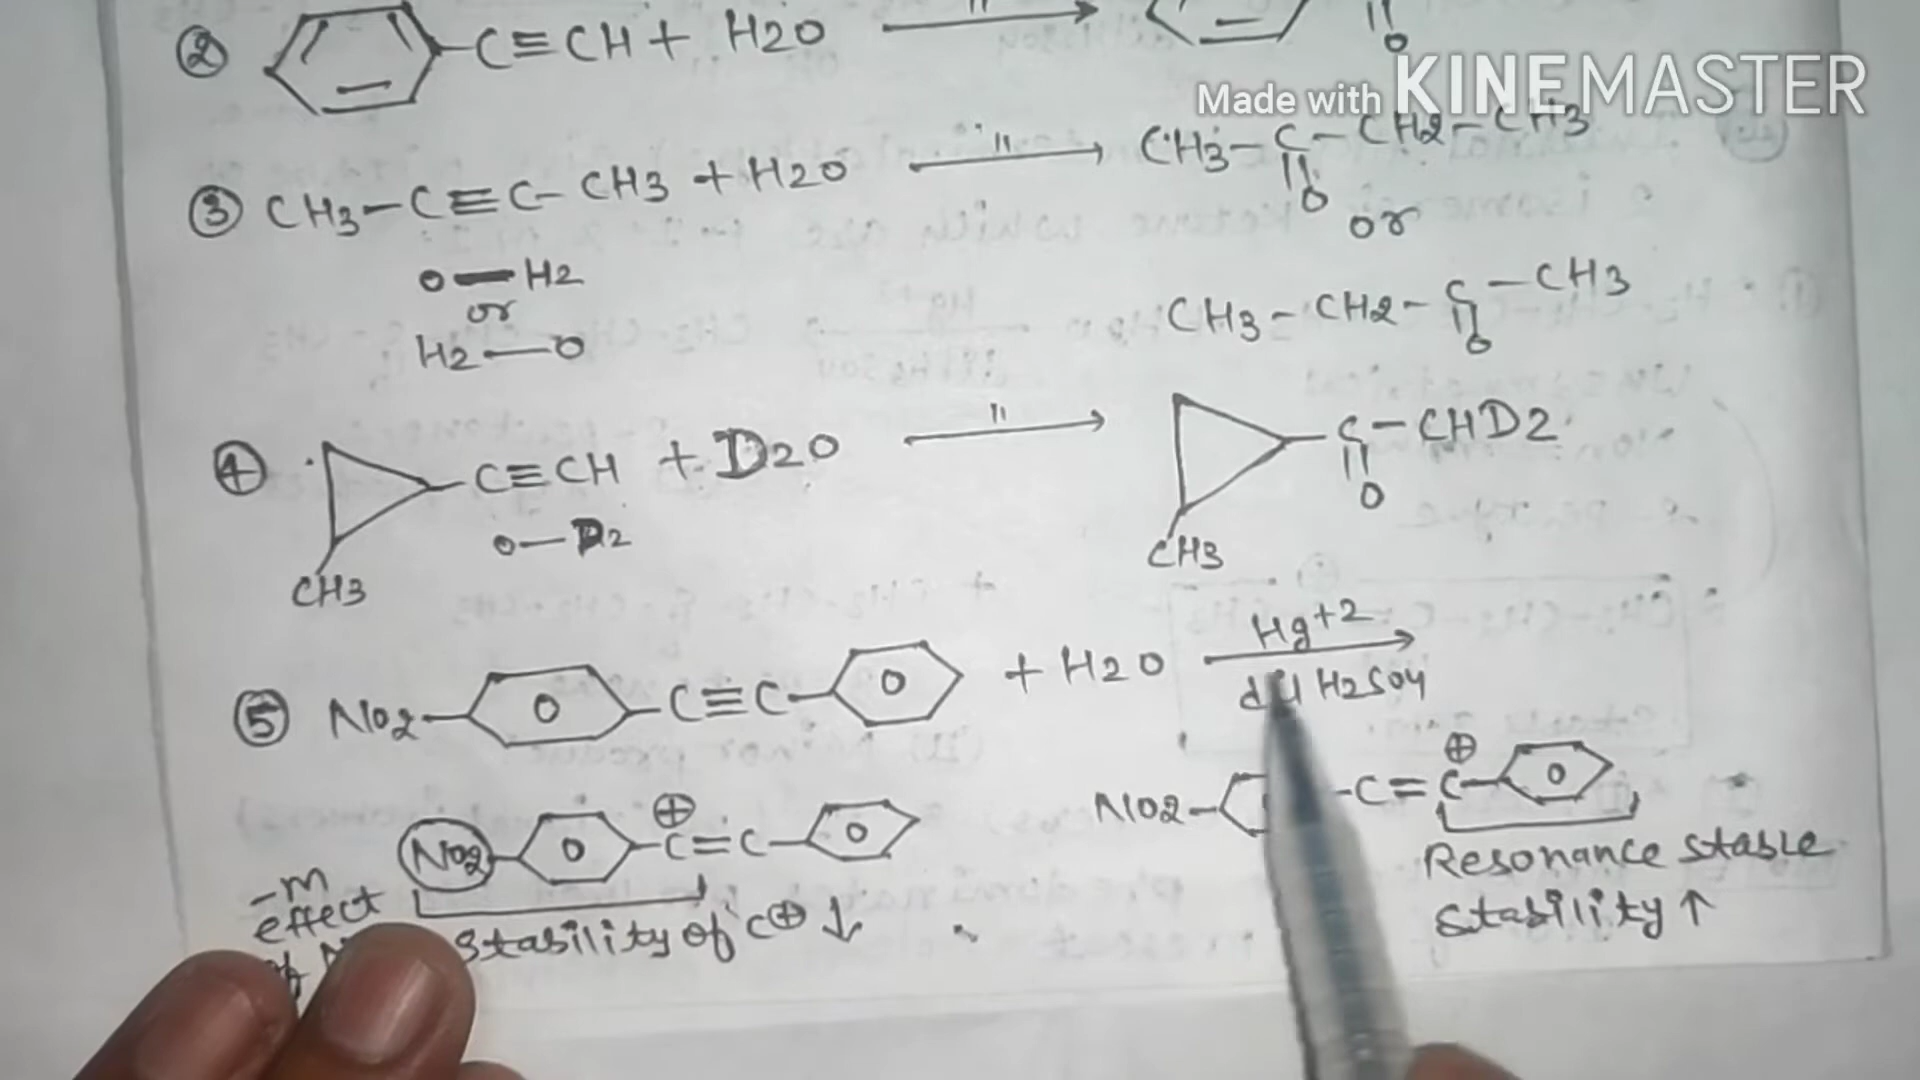 ② C≡CH + H2O " O
Made with KINEMASTER
③ CH3-C≡C-CH3 + H2O " CH3-C-CH2-CH3
O
O-H2
or
or
H2-O
CH3-CH2-C-CH3
O
④ C≡CH + D2O " C-CHD2
O-D2
O
CH3
CH3
⑤ NO2- O -C≡C- O + H2O Hg+2
dil H2SO4
NO2- O -C=C- O
⊕
NO2- -C=C- O
⊕
-m
effect
of
stability of C⊕ ↓
Resonance stable
stability ↑